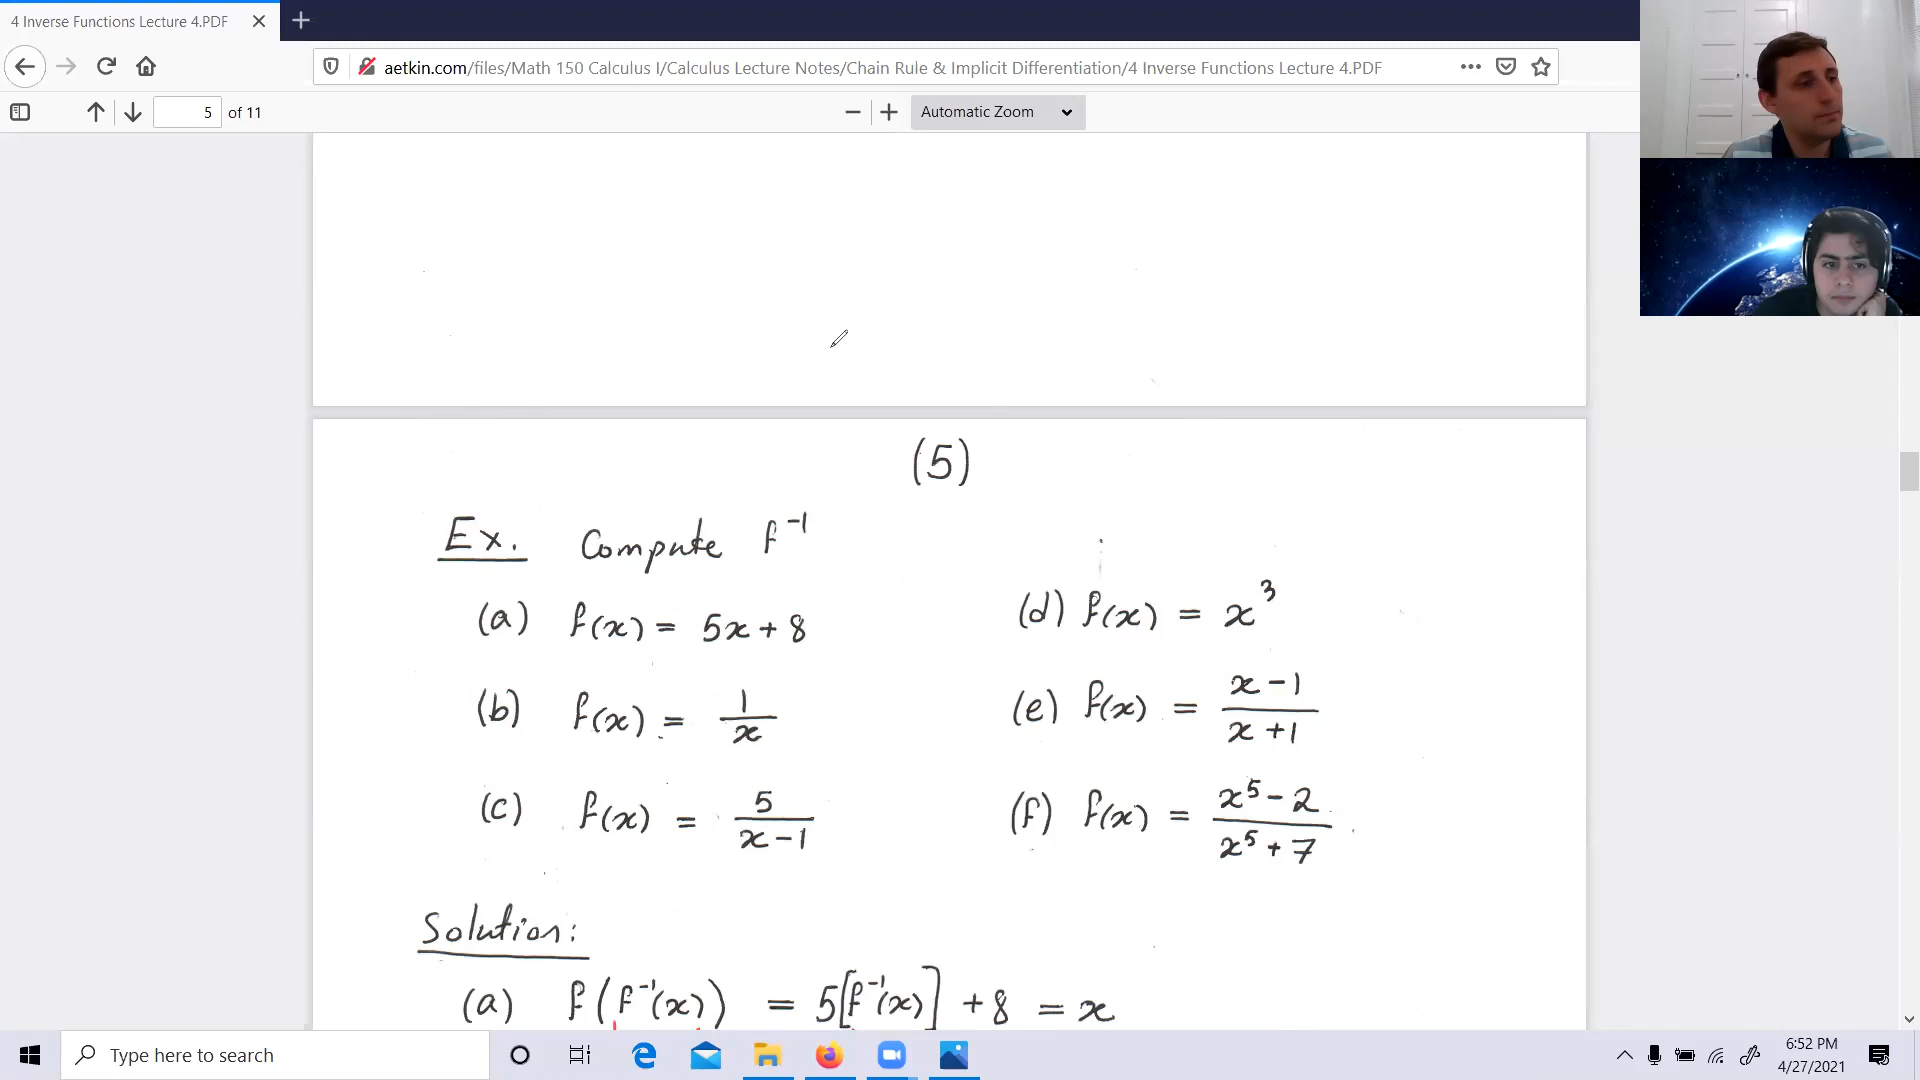 4 Inverse Functions Lecture 4.PDF
aetkin.com/files/Math 150 Calculus I/Calculus Lecture Notes/Chain Rule & Implicit Differentiation/4 Inverse Functions Lecture 4.PDF
5 of 11
Automatic Zoom
(5)
Ex. Compute f⁻¹
(a) f(x) = 5x + 8
(d) f(x) = x³
(b) f(x) = 1/x
(e) f(x) = (x-1)/(x+1)
(c) f(x) = 5/(x-1)
(f) f(x) = (x⁵-2)/(x⁵+7)
Solution:
(a) f(f⁻¹(x)) = 5[f⁻¹(x)] + 8 = x
Type here to search
6:52 PM
4/27/2021